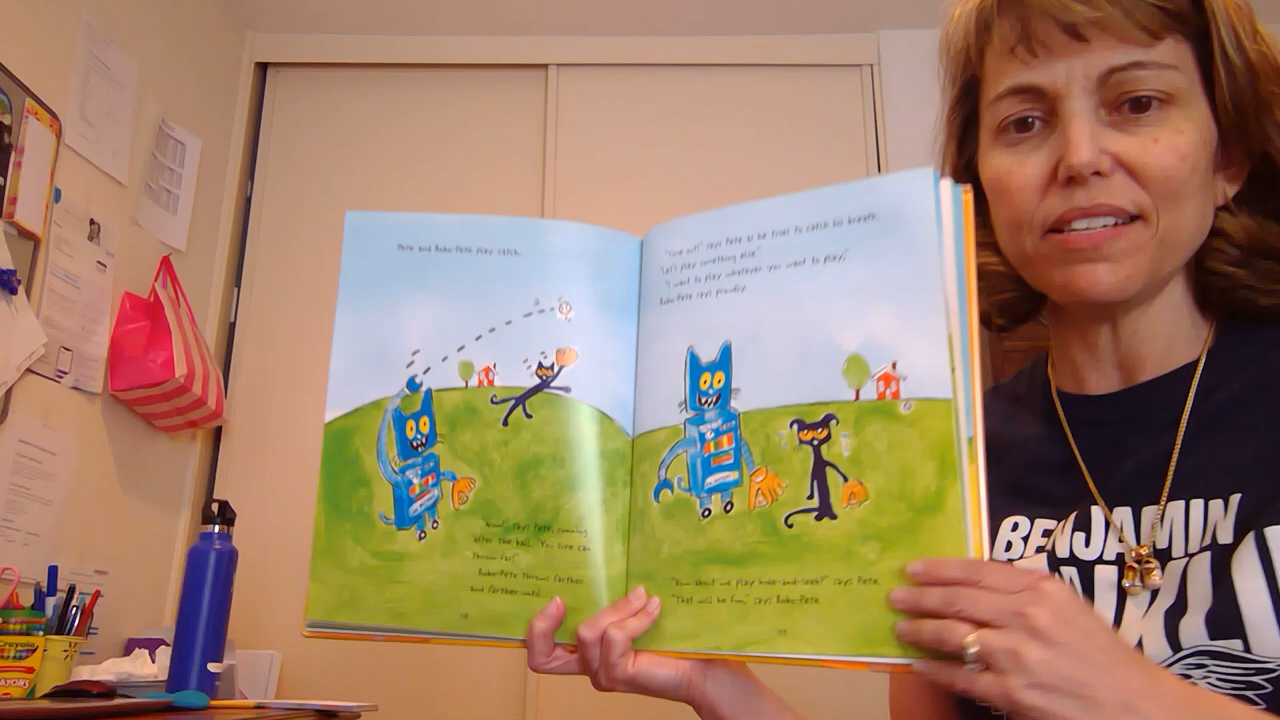 Pete and Robo-Pete play catch.
"Wow!" says Pete, running
after the ball. "You sure can
throw far!"
Robo-Pete throws farther
and farther until
"Time out!" says Pete as he tries to catch his breath.
"Let's play something else."
"I want to play whatever you want to play,"
Robo-Pete says proudly.
"How about we play hide-and-seek?" says Pete.
"That will be fun," says Robo-Pete.
BENJAMIN
Crayola
CRAYONS